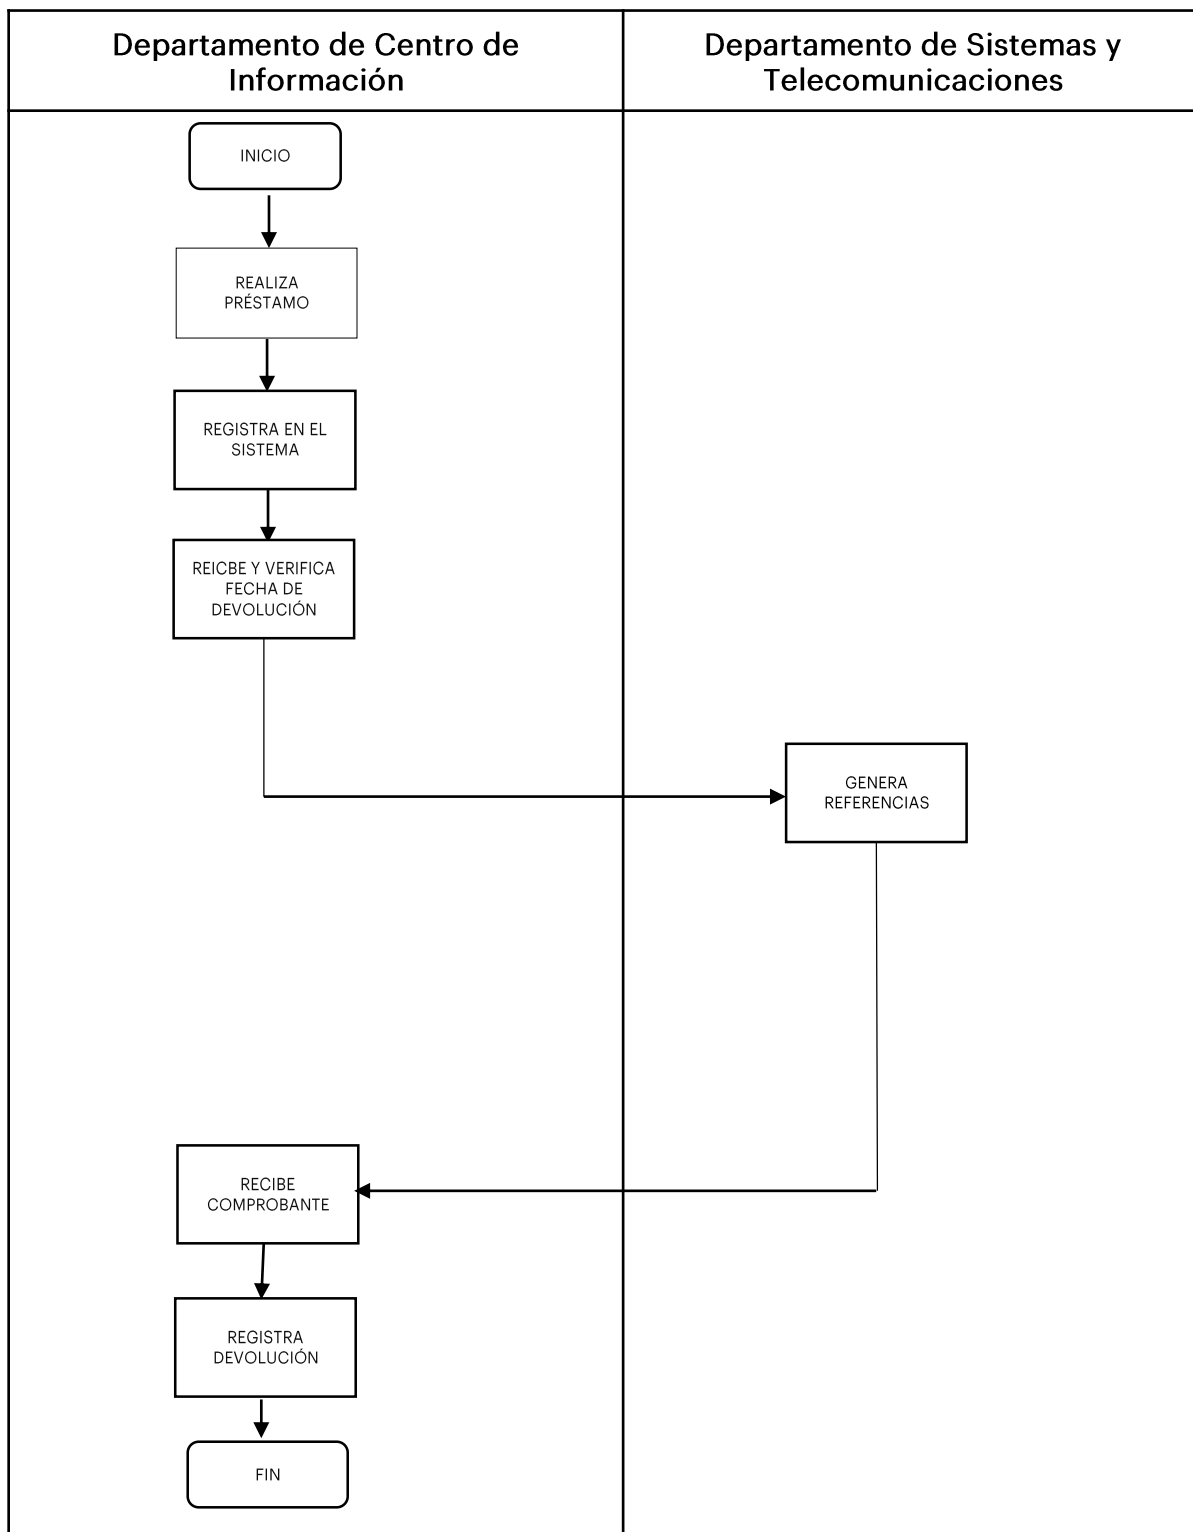 Departamento de Centro de
Información
Departamento de Sistemas y
Telecomunicaciones
INICIO
REALIZA
PRÉSTAMO
REGISTRA EN EL
SISTEMA
REICBE Y VERIFICA
FECHA DE
DEVOLUCIÓN
GENERA
REFERENCIAS
RECIBE
COMPROBANTE
REGISTRA
DEVOLUCIÓN
FIN